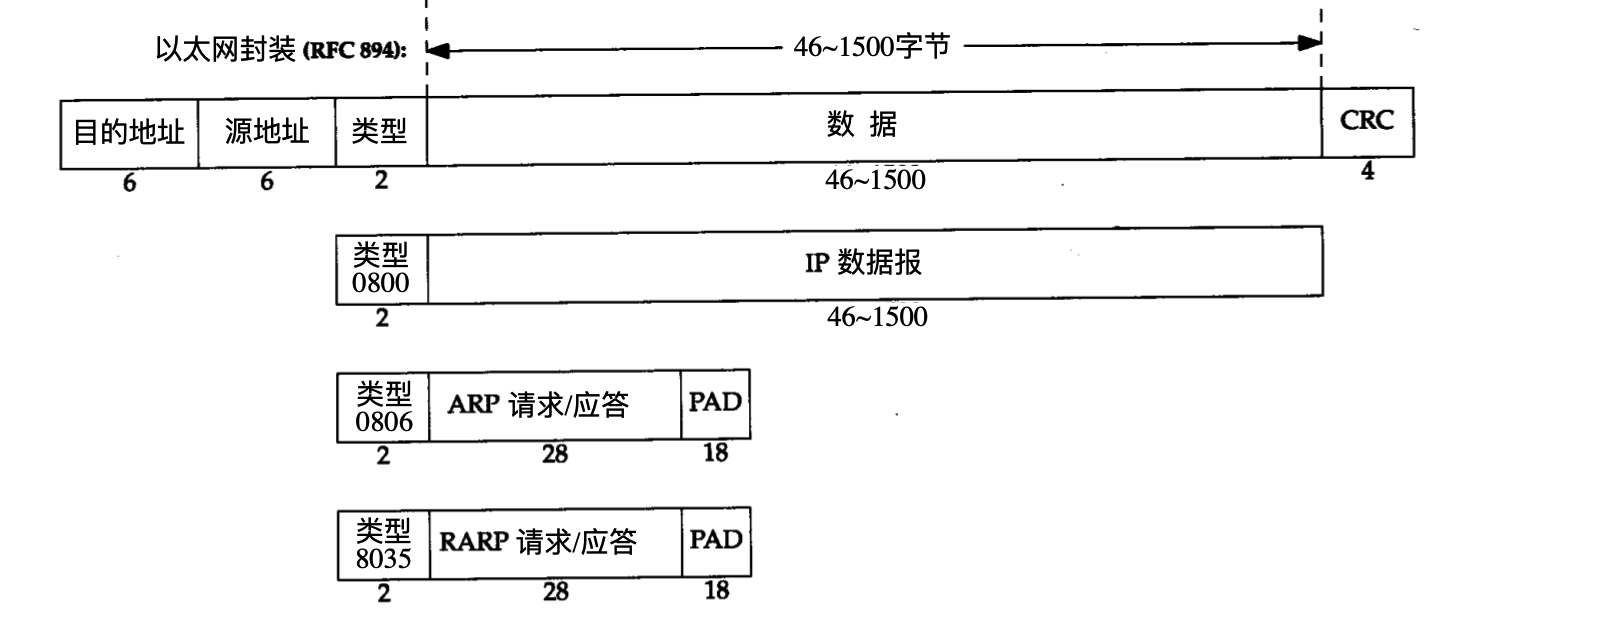 以太网封装 (RFC 894): 46~1500字节
目的地址 源地址 类型 数 据 CRC
6 6 2 46~1500 4
类型 IP 数据报
0800
2 46~1500
类型 ARP 请求/应答 PAD
0806
2 28 18
类型 RARP 请求/应答 PAD
8035
2 28 18